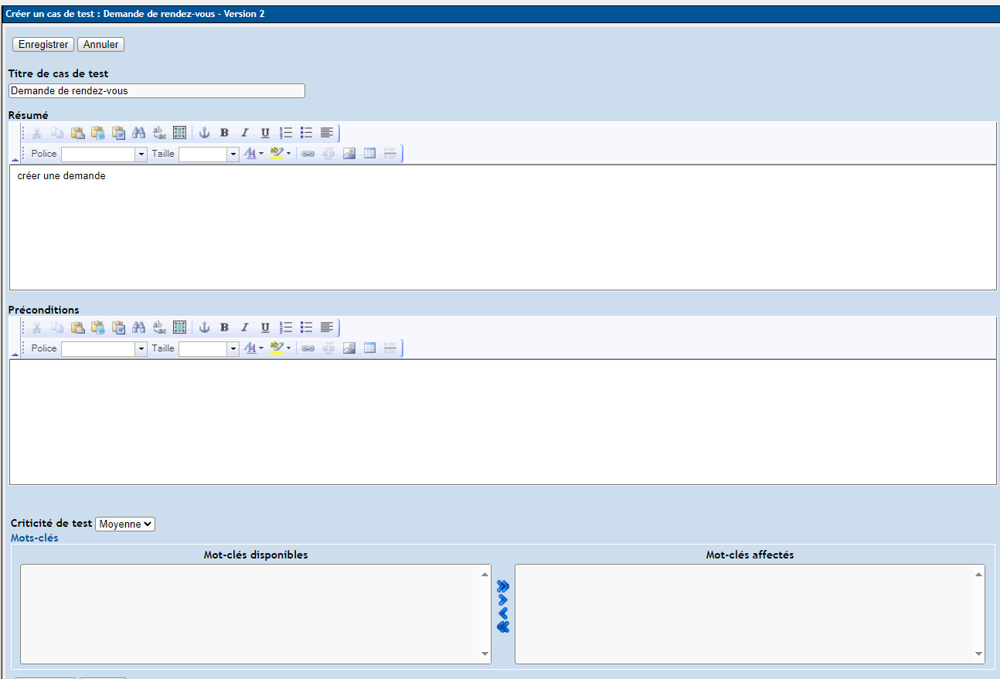 Créer un cas de test : Demande de rendez-vous - Version 2
Enregistrer Annuler
Titre de cas de test
Demande de rendez-vous
Résumé
Police Taille
créer une demande
Préconditions
Police Taille
Criticité de test Moyenne
Mots-clés
Mot-clés disponibles Mot-clés affectés